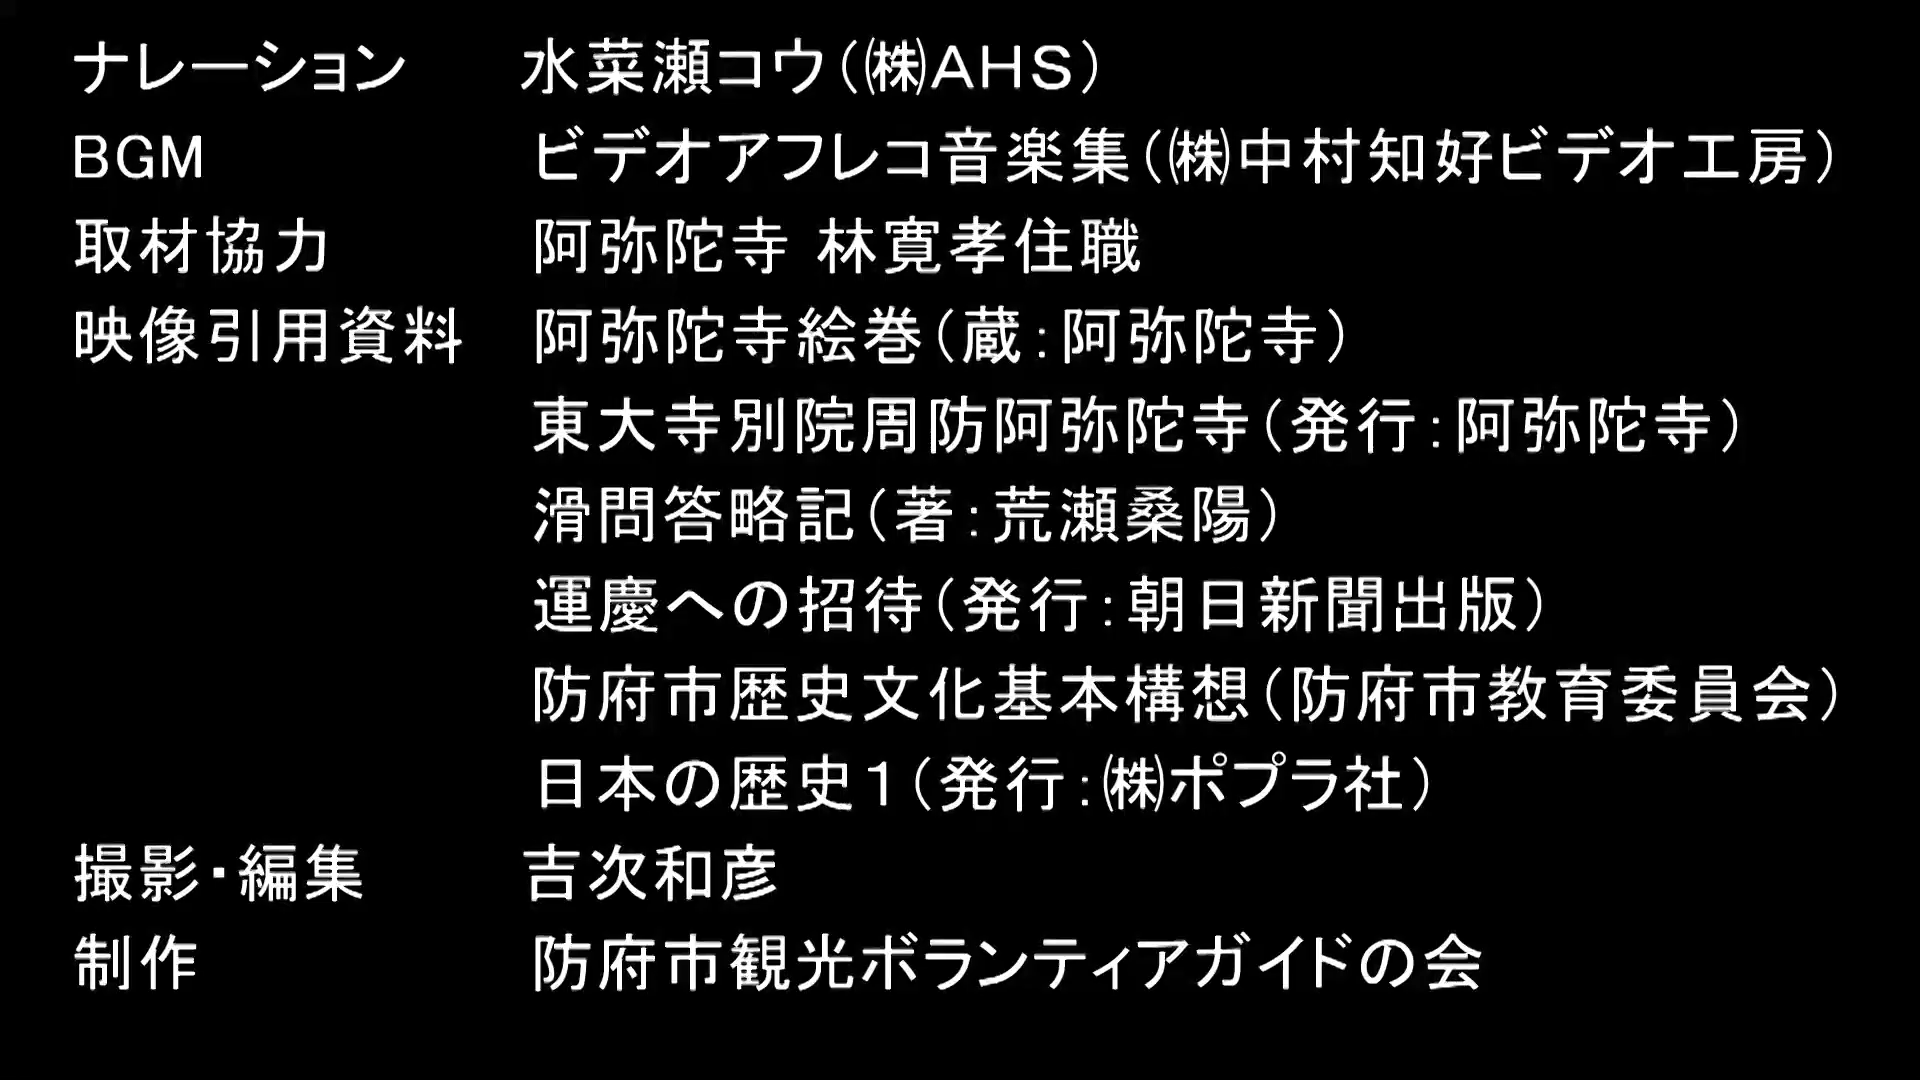 ナレーション 水菜瀬コウ（㈱AHS）
BGM ビデオアフレコ音楽集（㈱中村知好ビデオ工房）
取材協力 阿弥陀寺 林寛孝住職
映像引用資料 阿弥陀寺絵巻（蔵：阿弥陀寺）
東大寺別院周防阿弥陀寺（発行：阿弥陀寺）
滑問答略記（著：荒瀬桑陽）
運慶への招待（発行：朝日新聞出版）
防府市歴史文化基本構想（防府市教育委員会）
日本の歴史１（発行：㈱ポプラ社）
撮影・編集 吉次和彦
制作 防府市観光ボランティアガイドの会